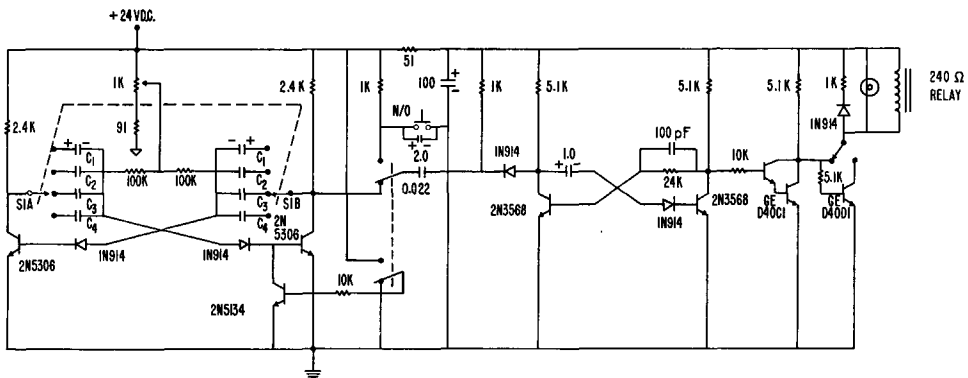 +24 V.D.C.
51
1K
2.4K
1K
100
+
-
1K
5.1K
5.1K
5.1K
1K
240 Ω
RELAY
N/O
2.4K
91
+ -
2.0
1N914
100 pF
1N914
+ -
C1
- +
C1
1.0
+ -
100K
100K
C2
C2
0.022
24K
10K
5.1K
S1A
C3
C3
S1B
2N3568
2N3568
C4
C4
2N
5306
1N914
GE
D40C1
GE
D40D1
2N5306
1N914
1N914
10K
2N5134